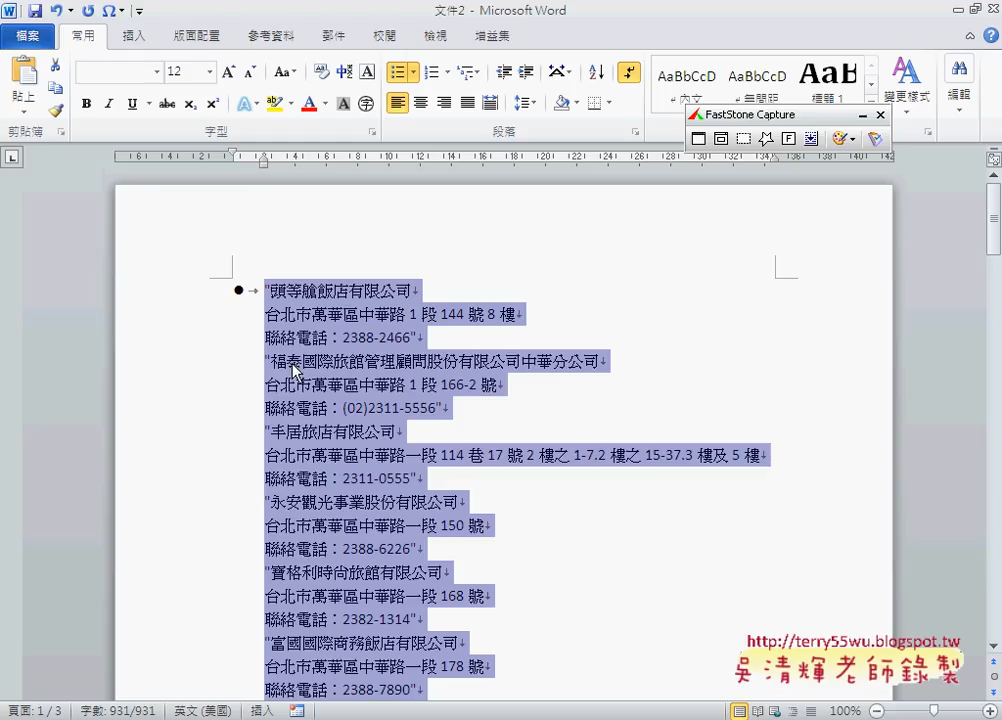 文件2 - Microsoft Word
檔案 常用 插入 版面配置 參考資料 郵件 校閱 檢視 增益集
貼上
12
AaBbCcD AaBbCcD AaB
內文 無間距 標題 1
變更樣式 編輯
剪貼簿 字型 段落
FastStone Capture
"頭等艙飯店有限公司
台北市萬華區中華路 1 段 144 號 8 樓
聯絡電話：2388-2466"
"福泰國際旅館管理顧問股份有限公司中華分公司
台北市萬華區中華路 1 段 166-2 號
聯絡電話：(02)2311-5556"
"丰居旅店有限公司
台北市萬華區中華路一段 114 巷 17 號 2 樓之 1-7.2 樓之 15-37.3 樓及 5 樓
聯絡電話：2311-0555"
"永安觀光事業股份有限公司
台北市萬華區中華路一段 150 號
聯絡電話：2388-6226"
"寶格利時尚旅館有限公司
台北市萬華區中華路一段 168 號
聯絡電話：2382-1314"
"富國國際商務飯店有限公司
台北市萬華區中華路一段 178 號
聯絡電話：2388-7890"
http://terry55wu.blogspot.tw
吳清輝老師錄製
頁面: 1 / 3 字數: 931/931 英文 (美國) 插入 100%